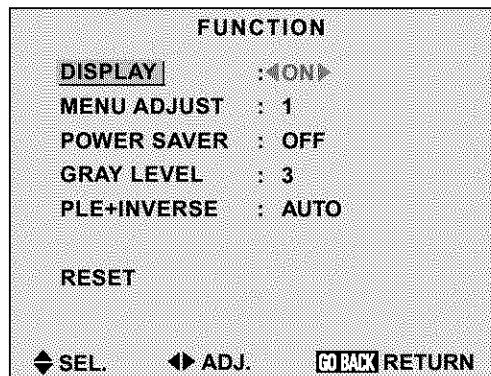 FUNCTION
DISPLAY : ◀ON▶
MENU ADJUST : 1
POWER SAVER : OFF
GRAY LEVEL : 3
PLE+INVERSE : AUTO
RESET
SEL. ADJ. GO BACK RETURN